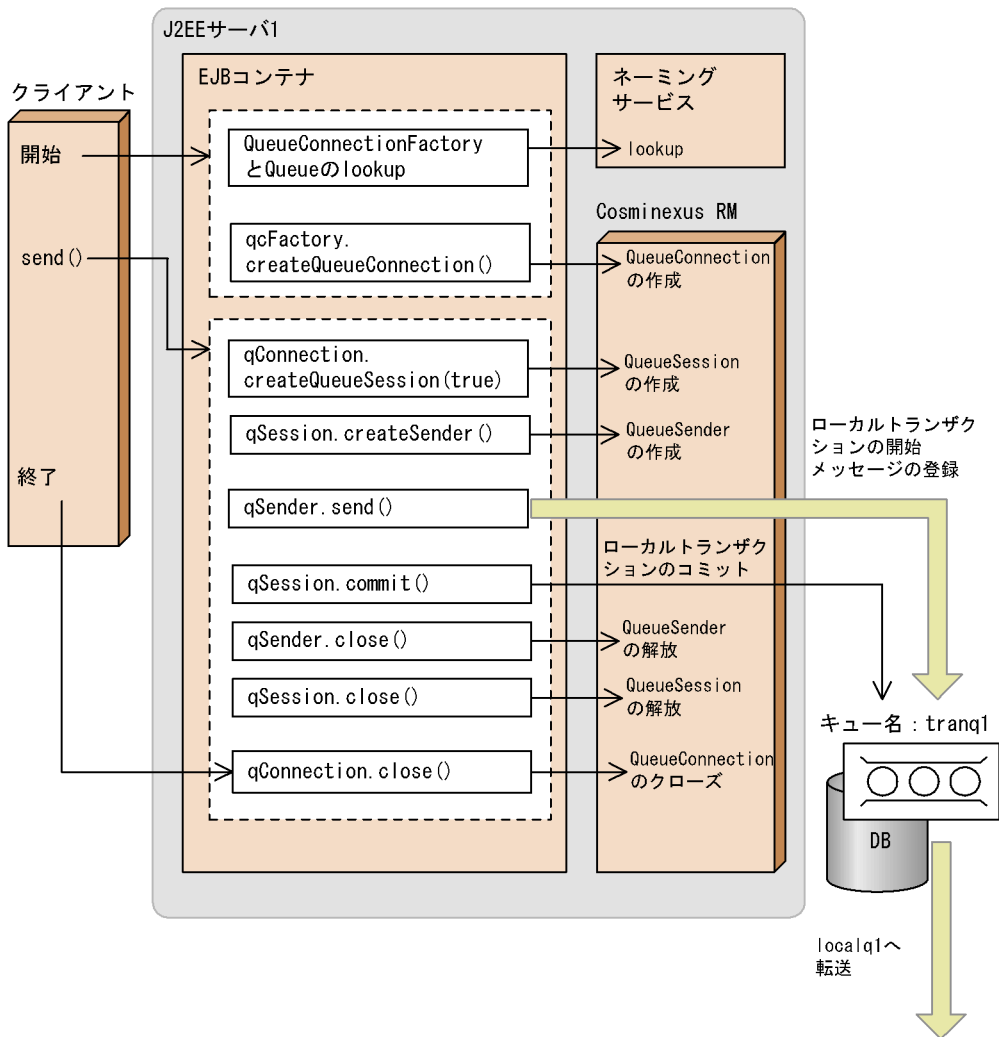 J2EEサーバ1
クライアント
開始
send()
終了
EJBコンテナ
QueueConnectionFactory
とQueueのlookup
qcFactory.
createQueueConnection()
qConnection.
createQueueSession(true)
qSession.createSender()
qSender.send()
qSession.commit()
qSender.close()
qSession.close()
qConnection.close()
ネーミング
サービス
lookup
Cosminexus RM
QueueConnection
の作成
QueueSession
の作成
QueueSender
の作成
ローカルトランザク
ションのコミット
QueueSender
の解放
QueueSession
の解放
QueueConnection
のクローズ
ローカルトランザク
ションの開始
メッセージの登録
キュー名：tranq1
DB
localq1へ
転送